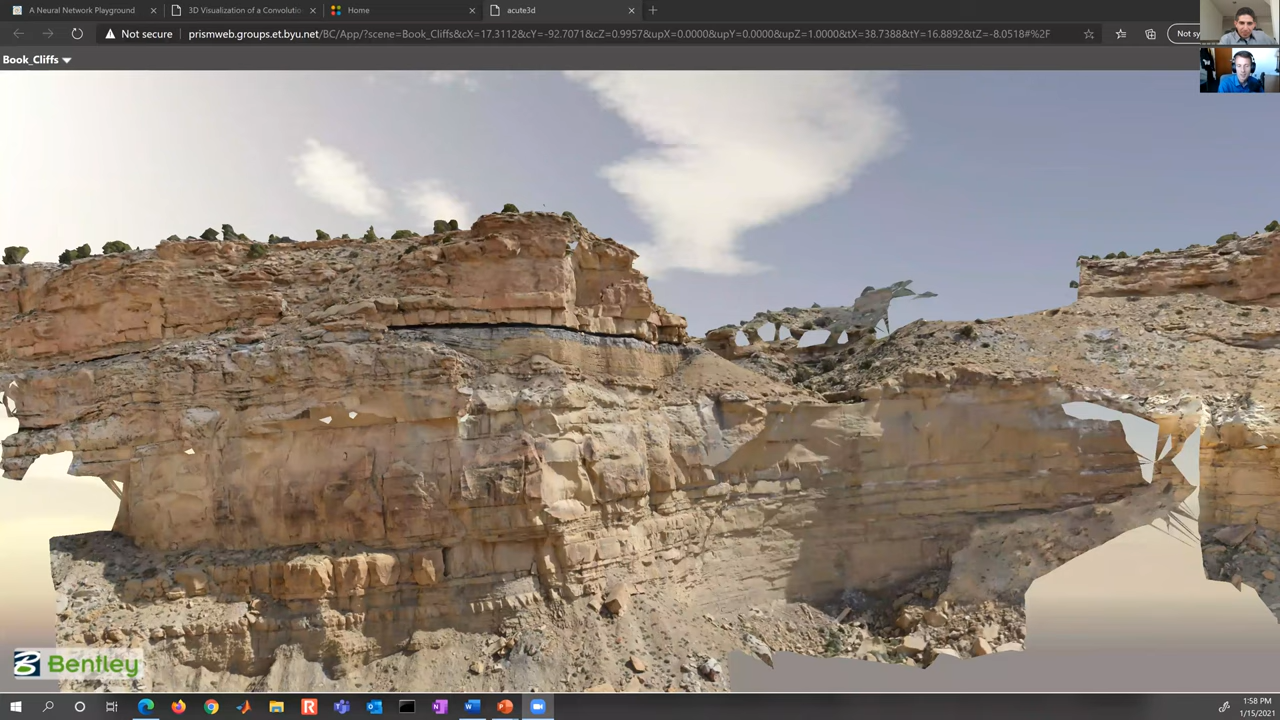 A Neural Network Playground
3D Visualization of a Convolutio
Home
acute3d
Not secure
prismweb.groups.et.byu.net/BC/App/?scene=Book_Cliffs&cX=17.3112&cY=-92.7071&cZ=0.9957&upX=0.0000&upY=0.0000&upZ=1.0000&tX=38.7388&tY=16.8892&tZ=-8.0518#%2F
Not sy
Book_Cliffs
Bentley
1:58 PM
1/15/2021